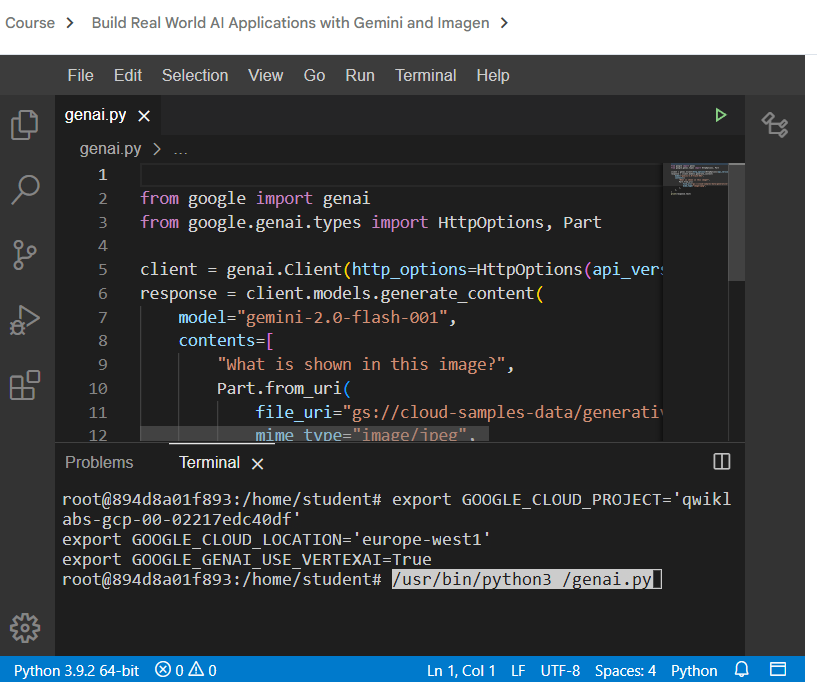 Course > Build Real World AI Applications with Gemini and Imagen >
File Edit Selection View Go Run Terminal Help
genai.py ×
genai.py > ...
1
2 from google import genai
3 from google.genai.types import HttpOptions, Part
4
5 client = genai.Client(http_options=HttpOptions(api_vers
6 response = client.models.generate_content(
7 model="gemini-2.0-flash-001",
8 contents=[
9 "What is shown in this image?",
10 Part.from_uri(
11 file_uri="gs://cloud-samples-data/generativ
12 mime_type="image/jpeg",
Problems Terminal ×
root@894d8a01f893:/home/student# export GOOGLE_CLOUD_PROJECT='qwikl
abs-gcp-00-02217edc40df'
export GOOGLE_CLOUD_LOCATION='europe-west1'
export GOOGLE_GENAI_USE_VERTEXAI=True
root@894d8a01f893:/home/student# /usr/bin/python3 /genai.py
Python 3.9.2 64-bit 0 0 Ln 1, Col 1 LF UTF-8 Spaces: 4 Python